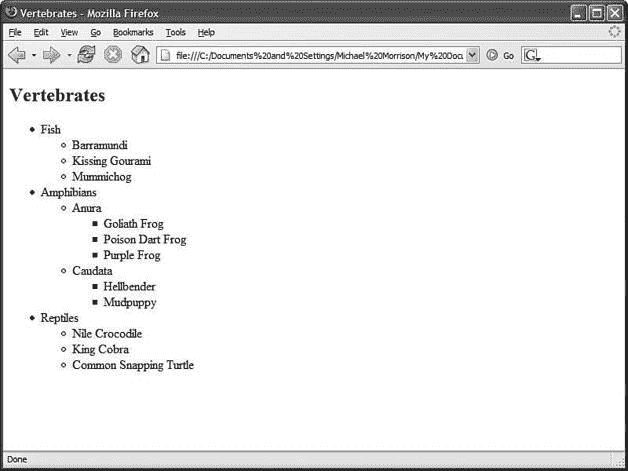 Vertebrates - Mozilla Firefox
File Edit View Go Bookmarks Tools Help
file:///C:/Documents%20and%20Settings/Michael%20Morrison/My%20Docu Go G
Vertebrates
Fish
Barramundi
Kissing Gourami
Mummichog
Amphibians
Anura
Goliath Frog
Poison Dart Frog
Purple Frog
Caudata
Hellbender
Mudpuppy
Reptiles
Nile Crocodile
King Cobra
Common Snapping Turtle
Done